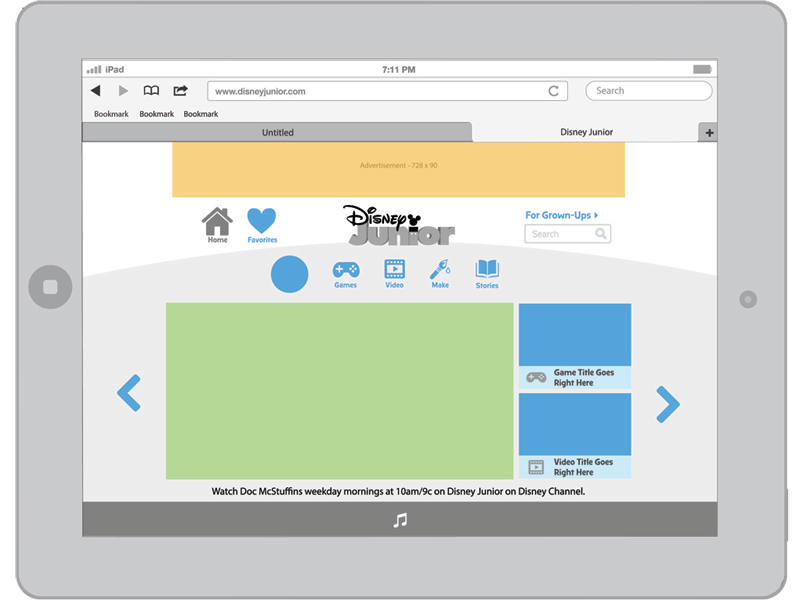 iPad
7:11 PM
www.disneyjunior.com
Search
Bookmark Bookmark Bookmark
Untitled
Disney Junior
+
Advertisement - 728 x 90
Home
Favorites
Disney
Junior
For Grown-Ups
Search
Games
Video
Make
Stories
Game Title Goes
Right Here
Video Title Goes
Right Here
Watch Doc McStuffins weekday mornings at 10am/9c on Disney Junior on Disney Channel.